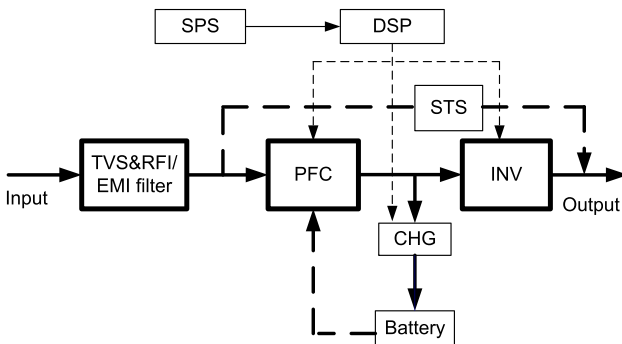 SPS
DSP
STS
TVS&RFI/
EMI filter
PFC
INV
Input
Output
CHG
Battery